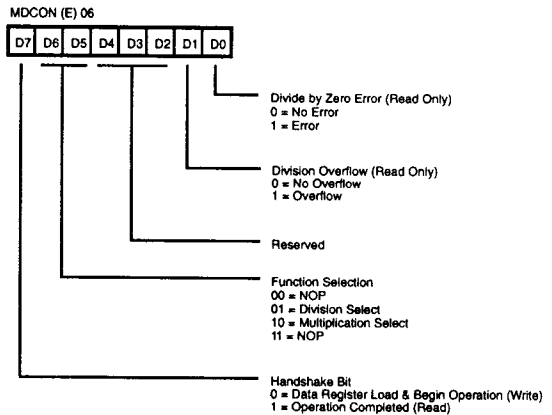 MDCON (E) 06
D7 D6 D5 D4 D3 D2 D1 D0
Divide by Zero Error (Read Only)
0 = No Error
1 = Error
Division Overflow (Read Only)
0 = No Overflow
1 = Overflow
Reserved
Function Selection
00 = NOP
01 = Division Select
10 = Multiplication Select
11 = NOP
Handshake Bit
0 = Data Register Load & Begin Operation (Write)
1 = Operation Completed (Read)